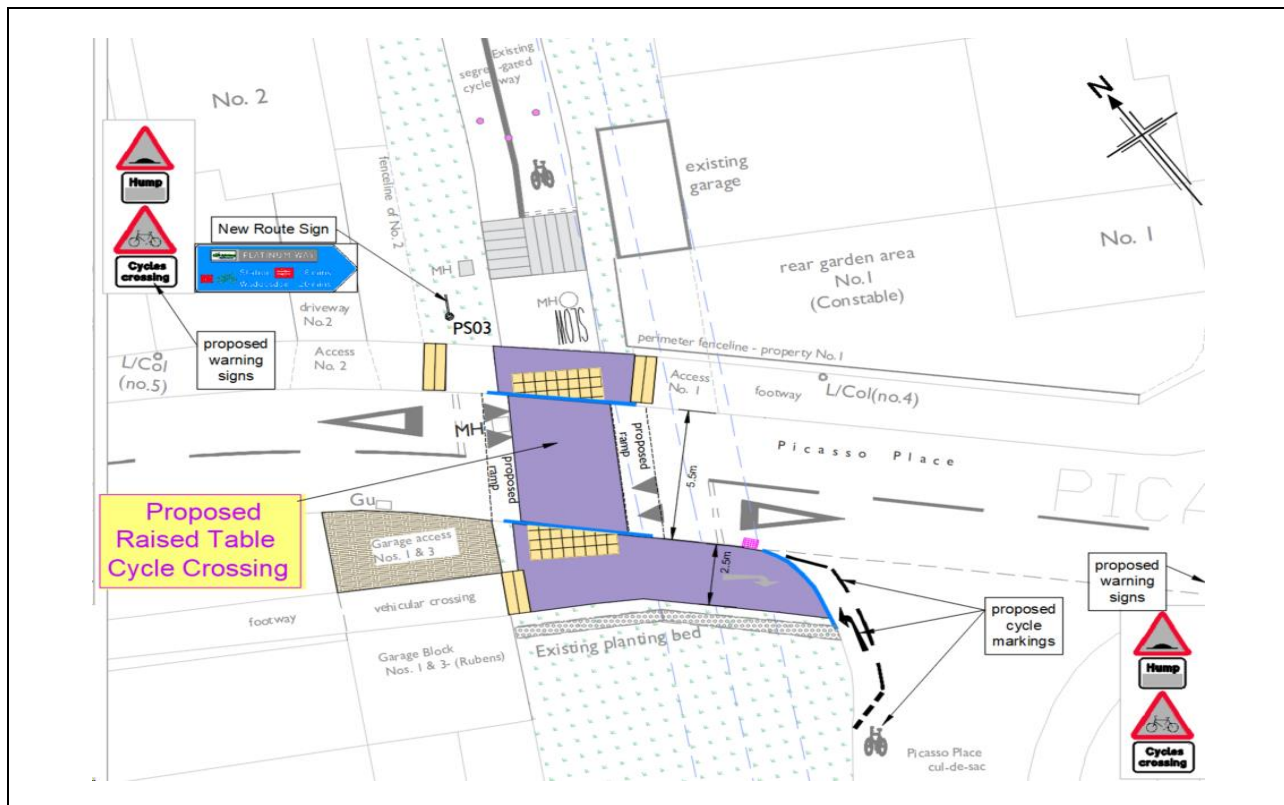 No. 2
Existing
segre-gated
cycle way
existing
garage
N
No. 1
Hump
Cycles
crossing
New Route Sign
PLATINUM WAY
fenceline of No. 2
MH
MH
rear garden area
No.1
(Constable)
driveway
No.2
PS03
perimeter fenceline - property No.1
proposed
warning
signs
L/Col
(no.5)
Access
No. 2
Access
No. 1
footway
L/Col(no.4)
MH
proposed
ramp
proposed
ramp
5.5m
Picasso Place
PICA
Proposed
Raised Table
Cycle Crossing
Gu
Garage access
Nos. 1 & 3
2.5m
vehicular crossing
footway
Existing planting bed
Garage Block
Nos. 1 & 3- (Rubens)
proposed
cycle
markings
proposed
warning
signs
Hump
Cycles
crossing
Picasso Place
cul-de-sac